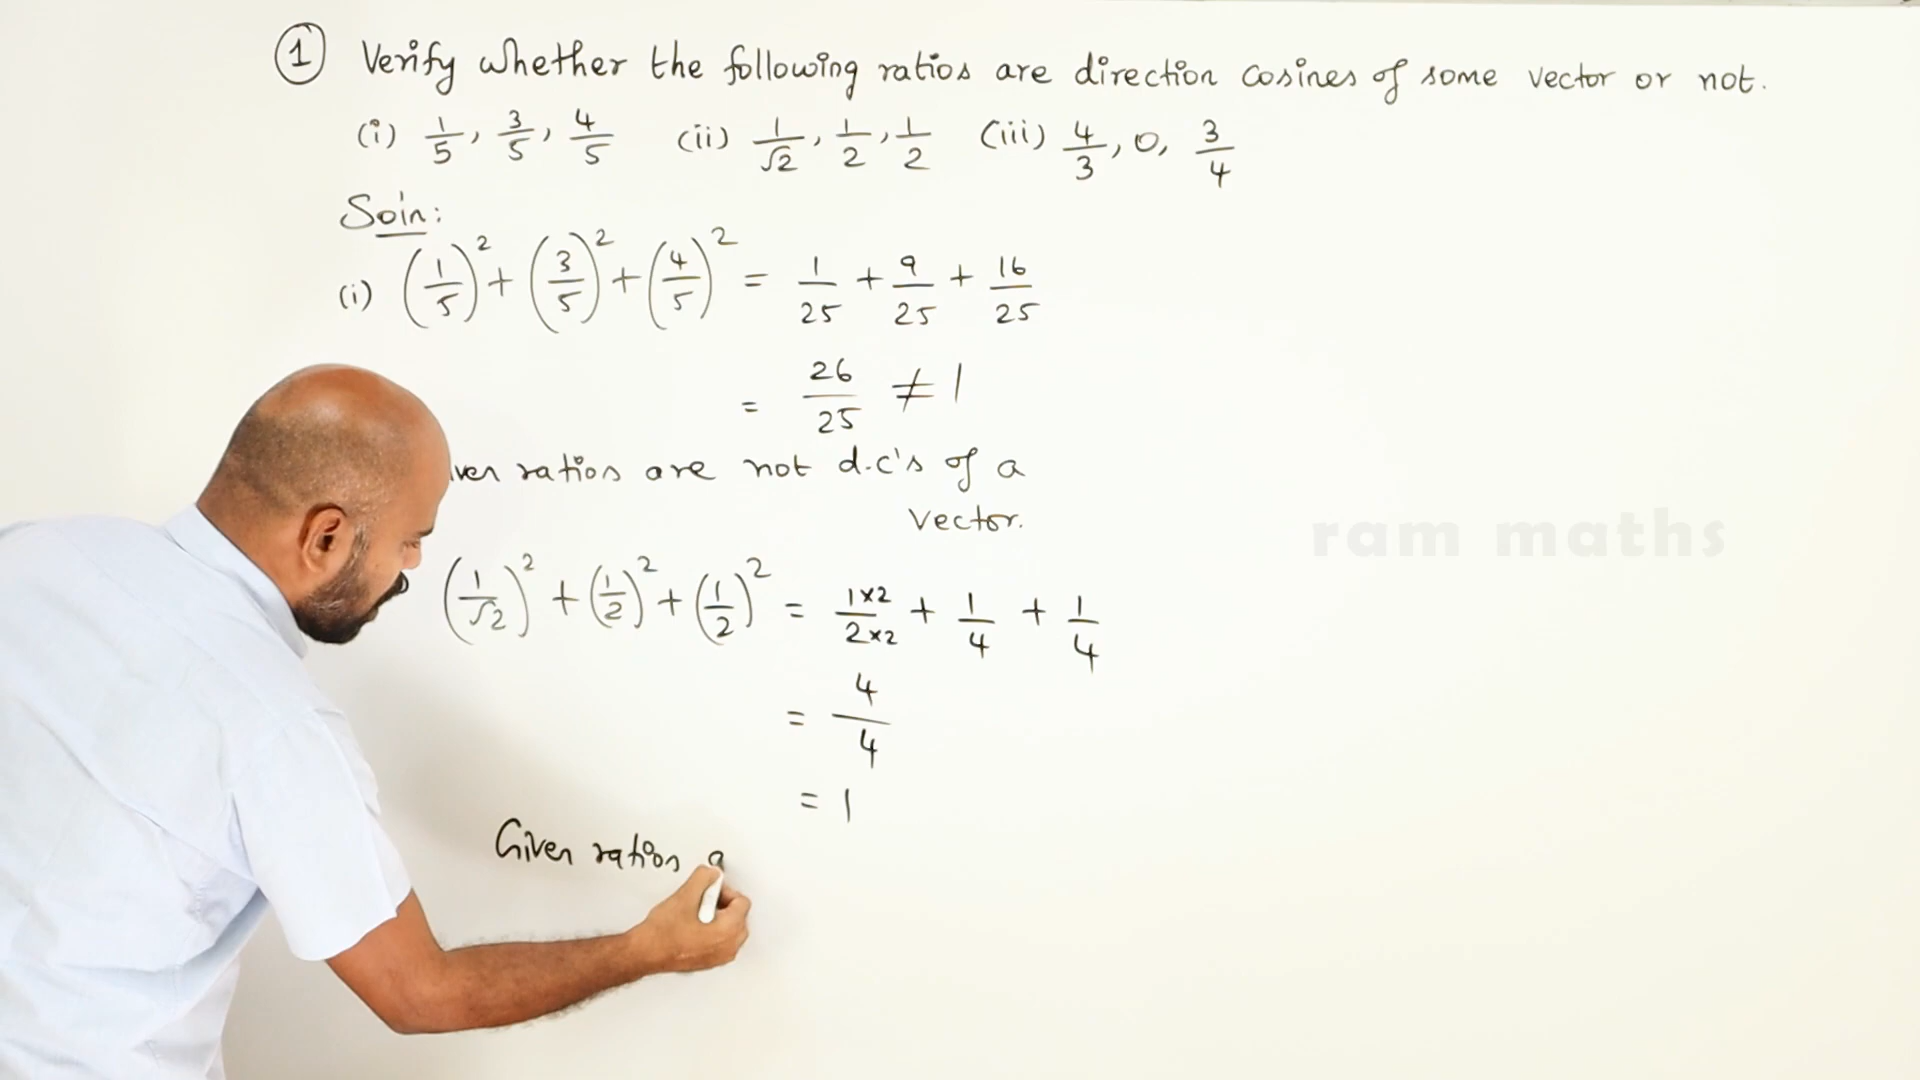 ① Verify whether the following ratios are direction cosines of some vector or not.
(i) 1/5, 3/5, 4/5 (ii) 1/√2, 1/2, 1/2 (iii) 4/3, 0, 3/4
Soln:
(i) (1/5)² + (3/5)² + (4/5)² = 1/25 + 9/25 + 16/25
= 26/25 ≠ 1
ratios are not d.c's of a
vector.
ram maths
(1/√2)² + (1/2)² + (1/2)² = 1×2/2×2 + 1/4 + 1/4
= 4/4
= 1
Given ratios